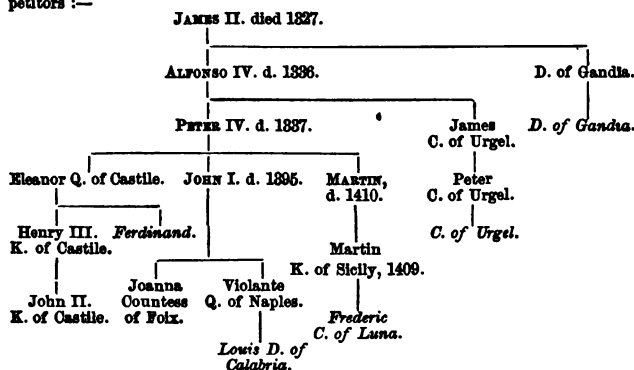 petitors :—
JAMES II. died 1327.
ALFONSO IV. d. 1336.
D. of Gandia.
PETER IV. d. 1387.
James
C. of Urgel.
D. of Gandia.
Eleanor Q. of Castile.
JOHN I. d. 1395.
MARTIN,
d. 1410.
Peter
C. of Urgel.
Henry III.
K. of Castile.
Ferdinand.
C. of Urgel.
Martin
K. of Sicily, 1409.
John II.
K. of Castile.
Joanna
Countess
of Foix.
Violante
Q. of Naples.
Frederic
C. of Luna.
Louis D. of
Calabria.